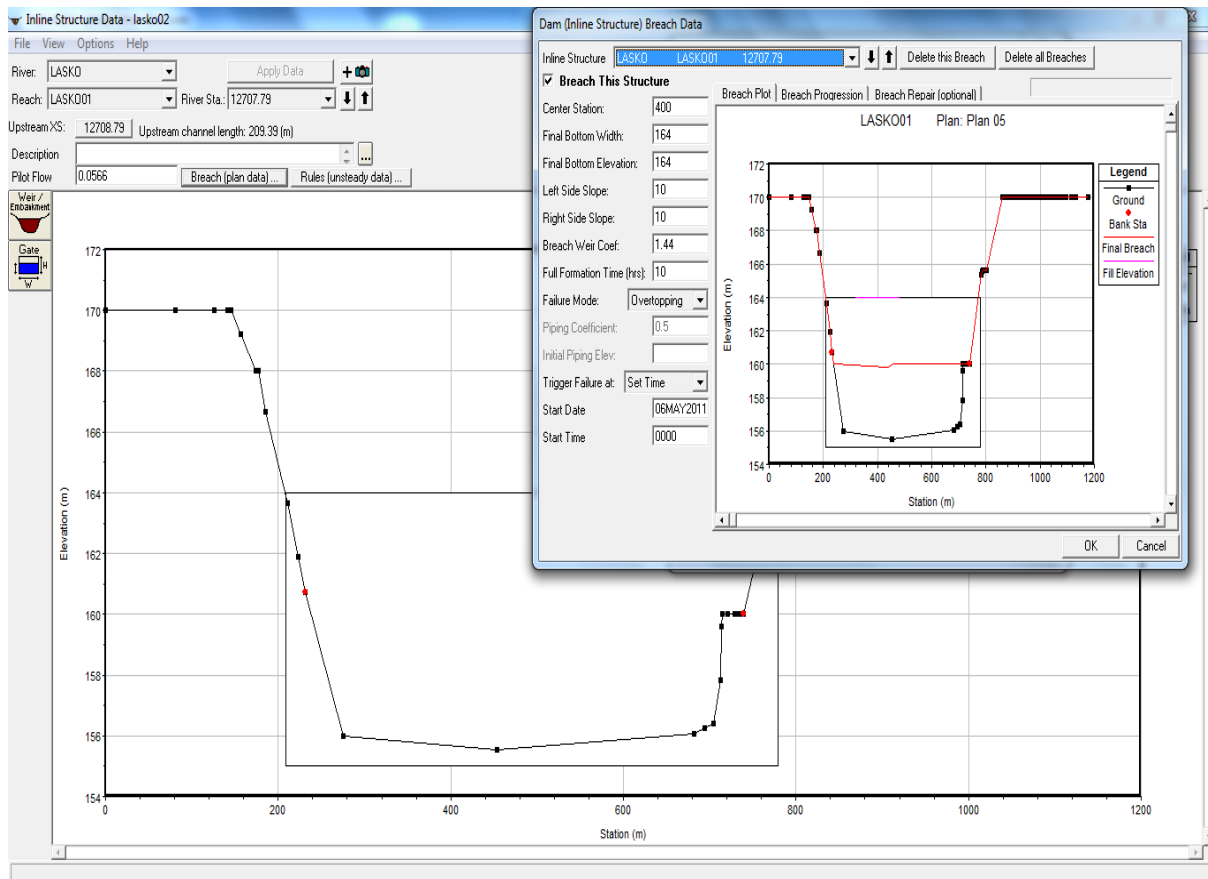 Inline Structure Data - lasko02
File View Options Help
River: LASKO Apply Data +
Reach: LASKO01 River Sta.: 12707.79
Upstream XS: 12708.79 Upstream channel length: 209.39 (m)
Description ...
Pilot Flow 0.0566 Breach (plan data) ... Rules (unsteady data) ...
Weir /
Embankment
Gate
H
W
172
170
168
166
164
162
160
158
156
154
Elevation (m)
0 200 400 600 800 1000 1200
Station (m)
Dam (Inline Structure) Breach Data
Inline Structure LASKO LASKO01 12707.79 Delete this Breach Delete all Breaches
Breach This Structure
Center Station: 400
Final Bottom Width: 164
Final Bottom Elevation: 164
Left Side Slope: 10
Right Side Slope: 10
Breach Weir Coef: 1.44
Full Formation Time (hrs): 10
Failure Mode: Overtopping
Piping Coefficient: 0.5
Initial Piping Elev:
Trigger Failure at: Set Time
Start Date 06MAY2011
Start Time 0000
Breach Plot Breach Progression Breach Repair (optional)
LASKO01 Plan: Plan 05
172
170
168
166
164
162
160
158
156
154
Elevation (m)
0 200 400 600 800 1000 1200
Station (m)
Legend
Ground
Bank Sta
Final Breach
Fill Elevation
OK Cancel